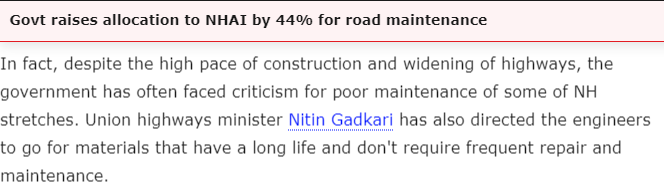 Govt raises allocation to NHAI by 44% for road maintenance
In fact, despite the high pace of construction and widening of highways, the
government has often faced criticism for poor maintenance of some of NH
stretches. Union highways minister Nitin Gadkari has also directed the engineers
to go for materials that have a long life and don't require frequent repair and
maintenance.